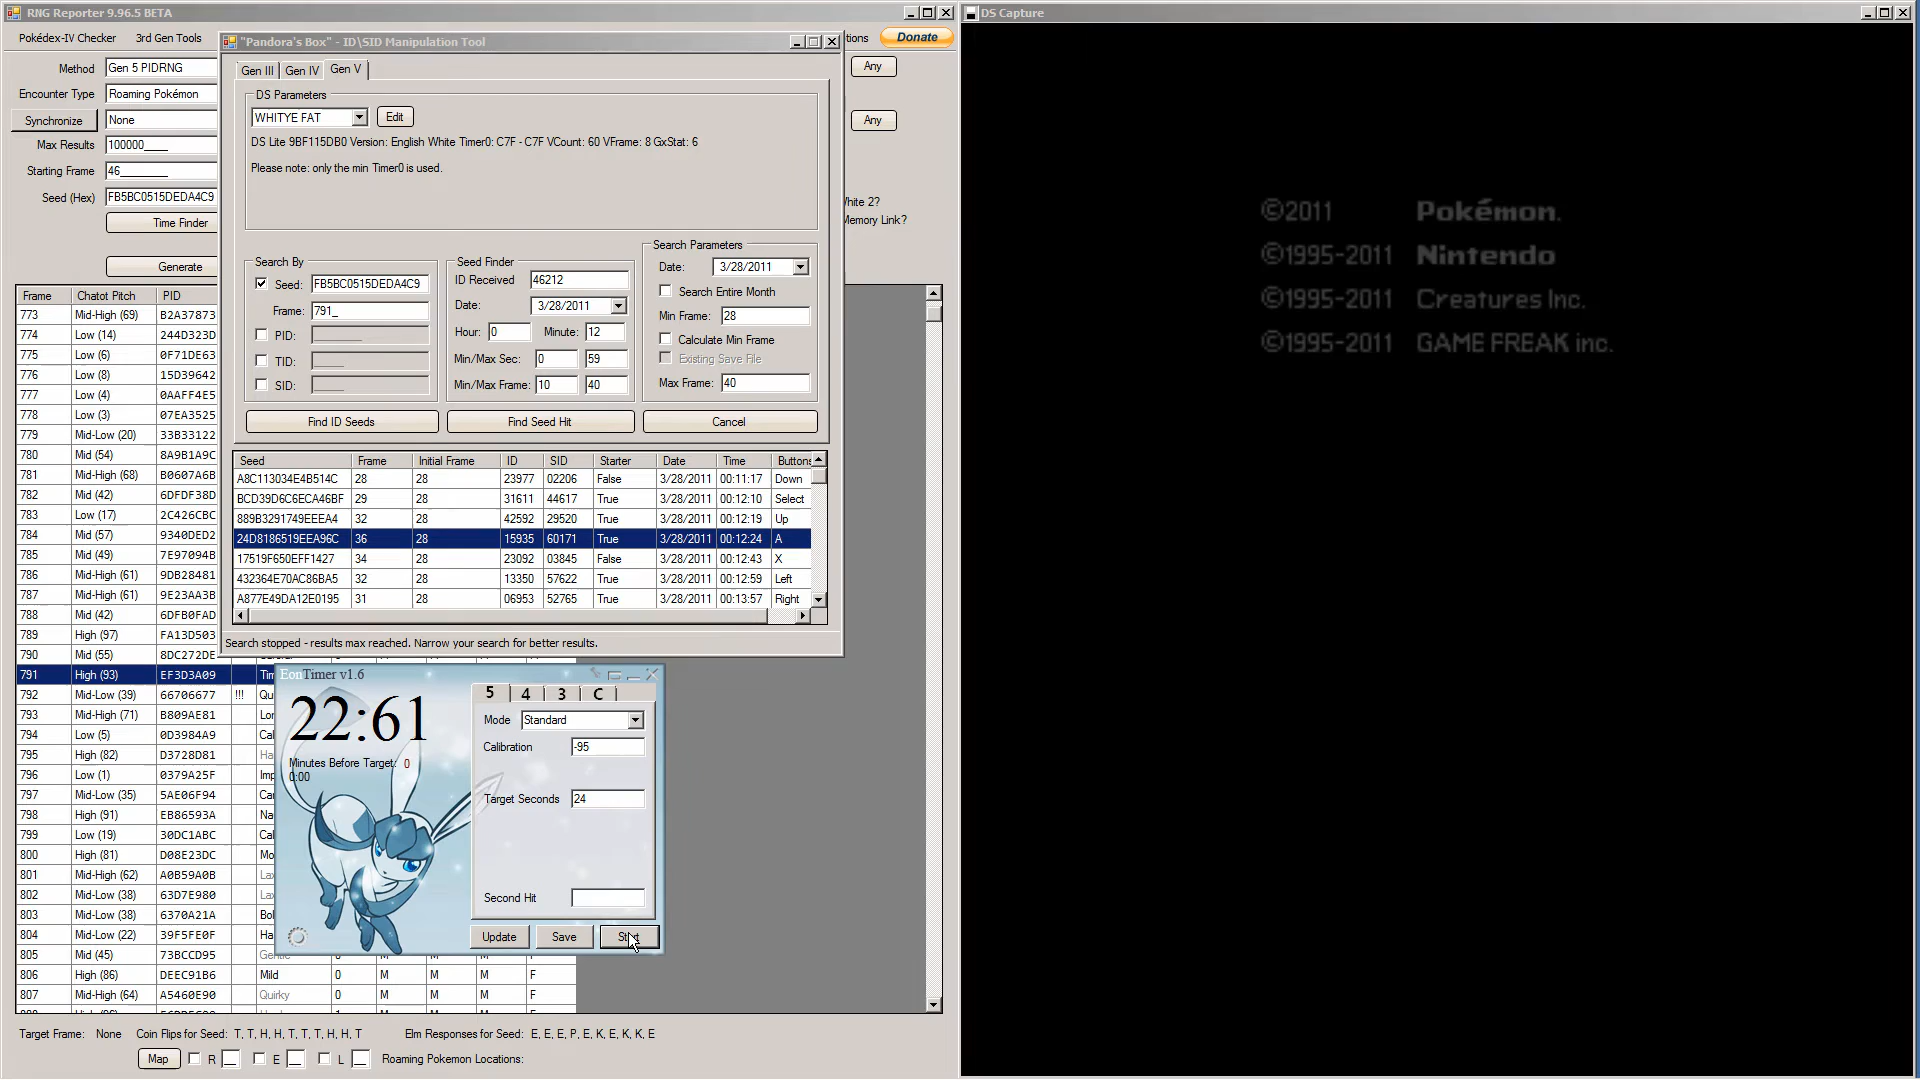 RNG Reporter 9.96.5 BETA
Pokédex-IV Checker 3rd Gen Tools
tions Donate
Method Gen 5 PIDRNG
Any
Encounter Type Roaming Pokémon
Synchronize None
Any
Max Results 100000____
Starting Frame 46________
Seed (Hex) FB5BC0515DEDA4C9
Time Finder
hite 2?
Memory Link?
Generate
"Pandora's Box" - ID\SID Manipulation Tool
Gen III Gen IV Gen V
DS Parameters
WHITYE FAT Edit
DS Lite 9BF115DB0 Version: English White Timer0: C7F - C7F VCount: 60 VFrame: 8 GxStat: 6
Please note: only the min Timer0 is used.
Search By
Seed: FB5BC0515DEDA4C9
Frame: 791_
PID:
TID:
SID:
Find ID Seeds
Seed Finder
ID Received 46212
Date: 3/28/2011
Hour: 0 Minute: 12
Min/Max Sec: 0 59
Min/Max Frame: 10 40
Find Seed Hit
Search Parameters
Date: 3/28/2011
Search Entire Month
Min Frame: 28
Calculate Min Frame
Existing Save File
Max Frame: 40
Cancel
Seed Frame Initial Frame ID SID Starter Date Time Buttons
A8C113034E4B514C 28 28 23977 02206 False 3/28/2011 00:11:17 Down
BCD39D6C6ECA46BF 29 28 31611 44617 True 3/28/2011 00:12:10 Select
889B3291749EEEA4 32 28 42592 29520 True 3/28/2011 00:12:19 Up
24D8186519EEA96C 36 28 15935 60171 True 3/28/2011 00:12:24 A
17519F650EFF1427 34 28 23092 03845 False 3/28/2011 00:12:43 X
432364E70AC86BA5 32 28 13350 57622 True 3/28/2011 00:12:59 Left
A877E49DA12E0195 31 28 06953 52765 True 3/28/2011 00:13:57 Right
Search stopped - results max reached. Narrow your search for better results.
Frame Chatot Pitch PID
773 Mid-High (69) B2A37873
774 Low (14) 244D323D
775 Low (6) 0F71DE63
776 Low (8) 15D39642
777 Low (4) 0AAFF4E5
778 Low (3) 07EA3525
779 Mid-Low (20) 33B33122
780 Mid (54) 8A9B1A9C
781 Mid-High (68) B0607A6B
782 Mid (42) 6DFDF38D
783 Low (17) 2C426CBC
784 Mid (57) 9340DED2
785 Mid (49) 7E97094B
786 Mid-High (61) 9DB28481
787 Mid-High (61) 9E23AA3B
788 Mid (42) 6DFB0FAD
789 High (97) FA13D503
790 Mid (55) 8DC272DE
791 High (93) EF3D3A09 Tim
792 Mid-Low (39) 66706677 !!! Qu
793 Mid-High (71) B809AE81 Lo
794 Low (5) 0D3984A9 Cal
795 High (82) D3728D81 Ha
796 Low (1) 0379A25F Imp
797 Mid-Low (35) 5AE06F94 Ca
798 High (91) EB86593A Na
799 Low (19) 30DC1ABC Cal
800 High (81) D08E23DC Mo
801 Mid-High (62) A0B59A0B Lax
802 Mid-Low (38) 63D7E980 Lax
803 Mid-Low (38) 6370A21A Bol
804 Mid-Low (22) 39F5FE0F Ha
805 Mid (45) 73BCCD95 Gentle
806 High (86) DEEC91B6 Mild 0 M M M F
807 Mid-High (64) A5460E90 Quirky 0 M M M F
EonTimer v1.6
22:61
Minutes Before Target: 0
0:00
5 4 3 C
Mode Standard
Calibration -95
Target Seconds 24
Second Hit
Update Save Start
Target Frame: None Coin Flips for Seed: T, T, H, H, T, T, T, H, H, T Elm Responses for Seed: E, E, E, P, E, K, E, K, K, E
Map R E L Roaming Pokemon Locations:
DS Capture
©2011 Pokémon.
©1995-2011 Nintendo
©1995-2011 Creatures Inc.
©1995-2011 GAME FREAK inc.